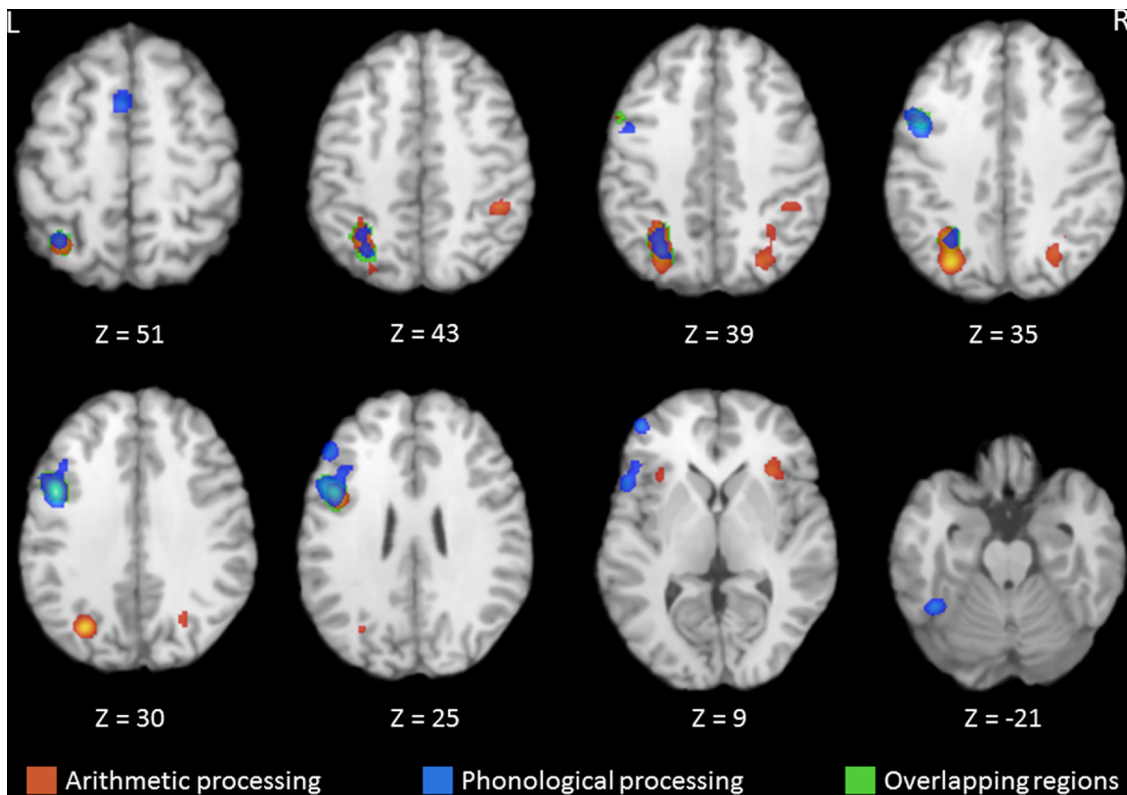 L R
Z = 51 Z = 43 Z = 39 Z = 35
Z = 30 Z = 25 Z = 9 Z = -21
Arithmetic processing Phonological processing Overlapping regions